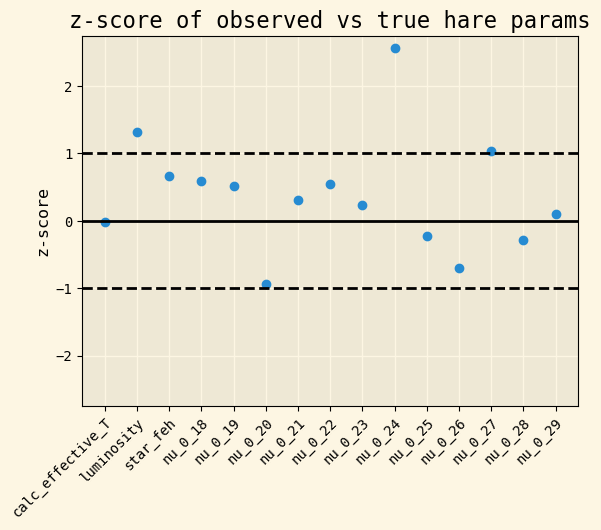 z-score of observed vs true hare params
z-score
2
1
0
−1
−2
calc_effective_T
luminosity
star_feh
nu_0_18
nu_0_19
nu_0_20
nu_0_21
nu_0_22
nu_0_23
nu_0_24
nu_0_25
nu_0_26
nu_0_27
nu_0_28
nu_0_29